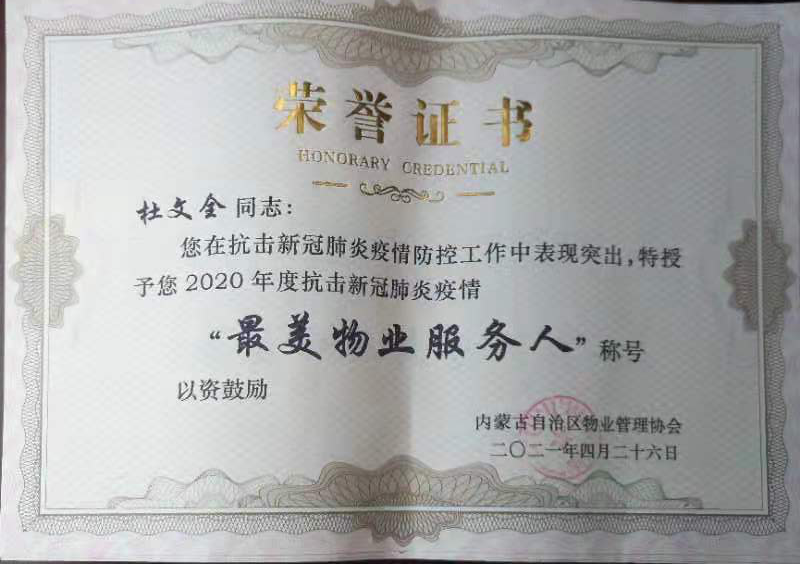 荣誉证书
HONORARY CREDENTIAL
杜文全同志：
您在抗击新冠肺炎疫情防控工作中表现突出，特授
予您2020年度抗击新冠肺炎疫情
“最美物业服务人”称号
以资鼓励
内蒙古自治区物业管理协会
二〇二一年四月二十六日